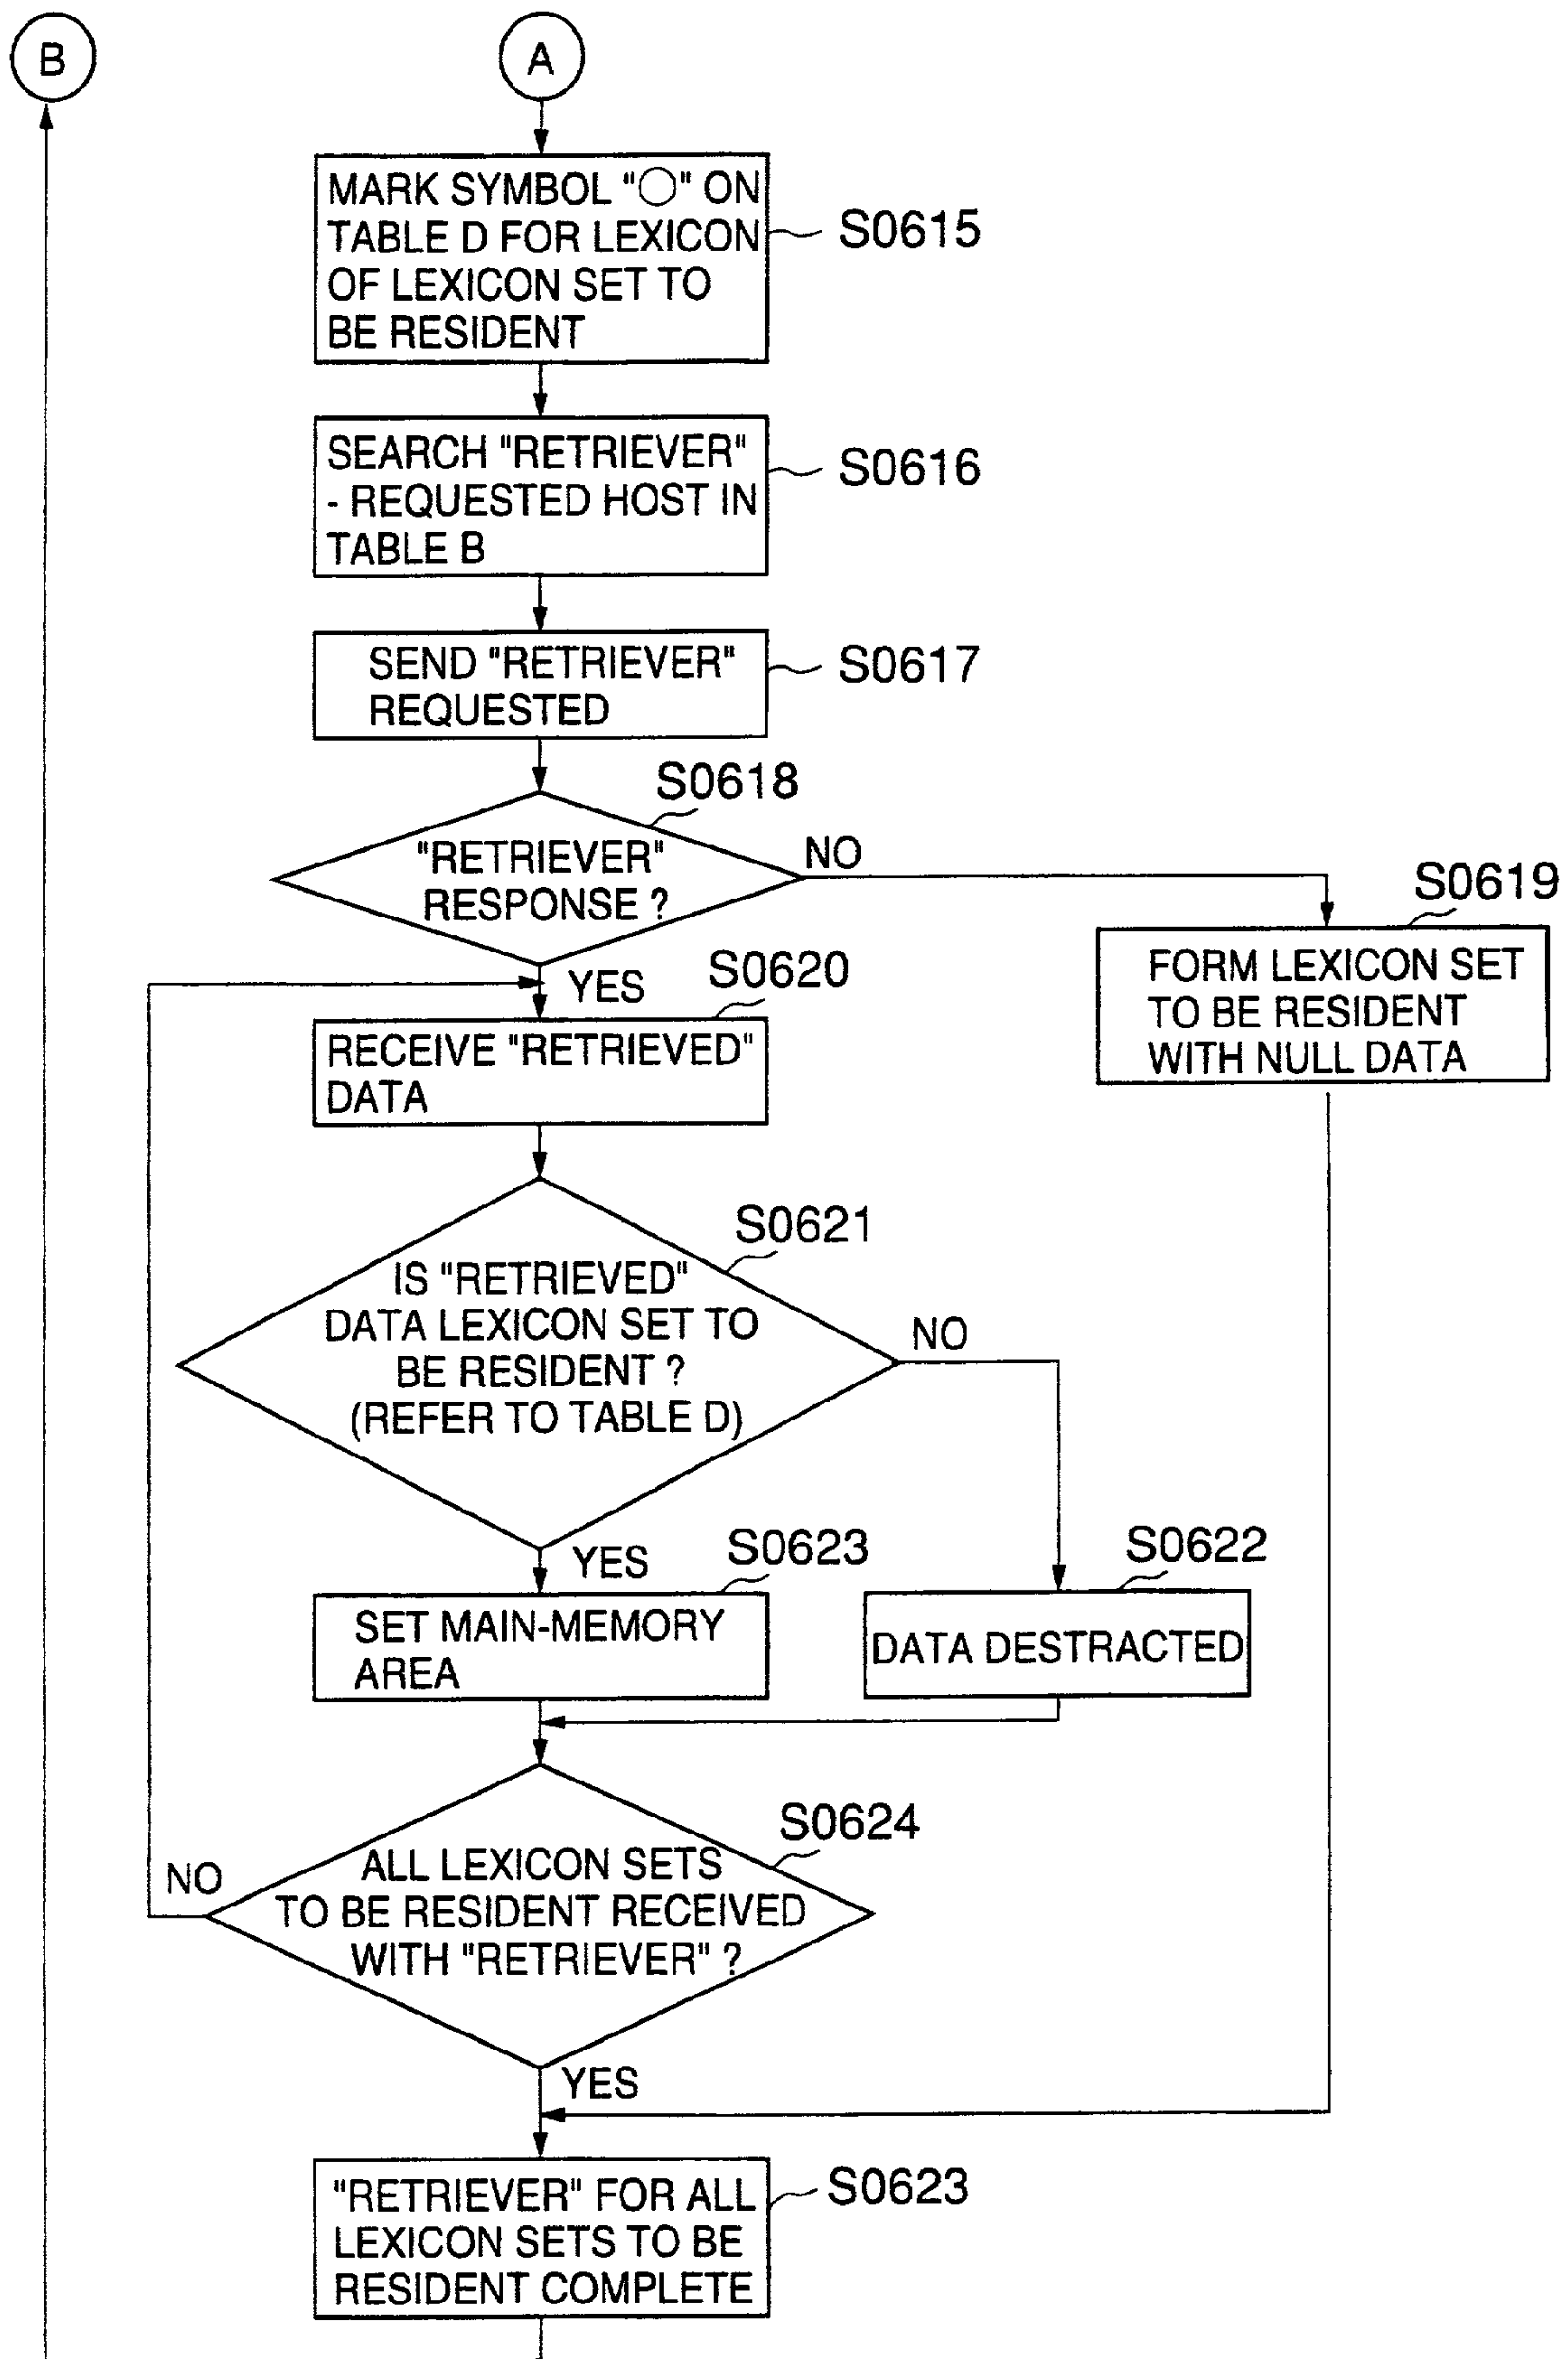 B
A
MARK SYMBOL "○" ON
TABLE D FOR LEXICON
OF LEXICON SET TO
BE RESIDENT
S0615
SEARCH "RETRIEVER"
- REQUESTED HOST IN
TABLE B
S0616
SEND "RETRIEVER"
REQUESTED
S0617
S0618
"RETRIEVER"
RESPONSE ?
NO
S0619
FORM LEXICON SET
TO BE RESIDENT
WITH NULL DATA
YES
S0620
RECEIVE "RETRIEVED"
DATA
S0621
IS "RETRIEVED"
DATA LEXICON SET TO
BE RESIDENT ?
(REFER TO TABLE D)
NO
YES
S0623
SET MAIN-MEMORY
AREA
S0622
DATA DESTRACTED
S0624
ALL LEXICON SETS
TO BE RESIDENT RECEIVED
WITH "RETRIEVER" ?
NO
YES
"RETRIEVER" FOR ALL
LEXICON SETS TO BE
RESIDENT COMPLETE
S0623